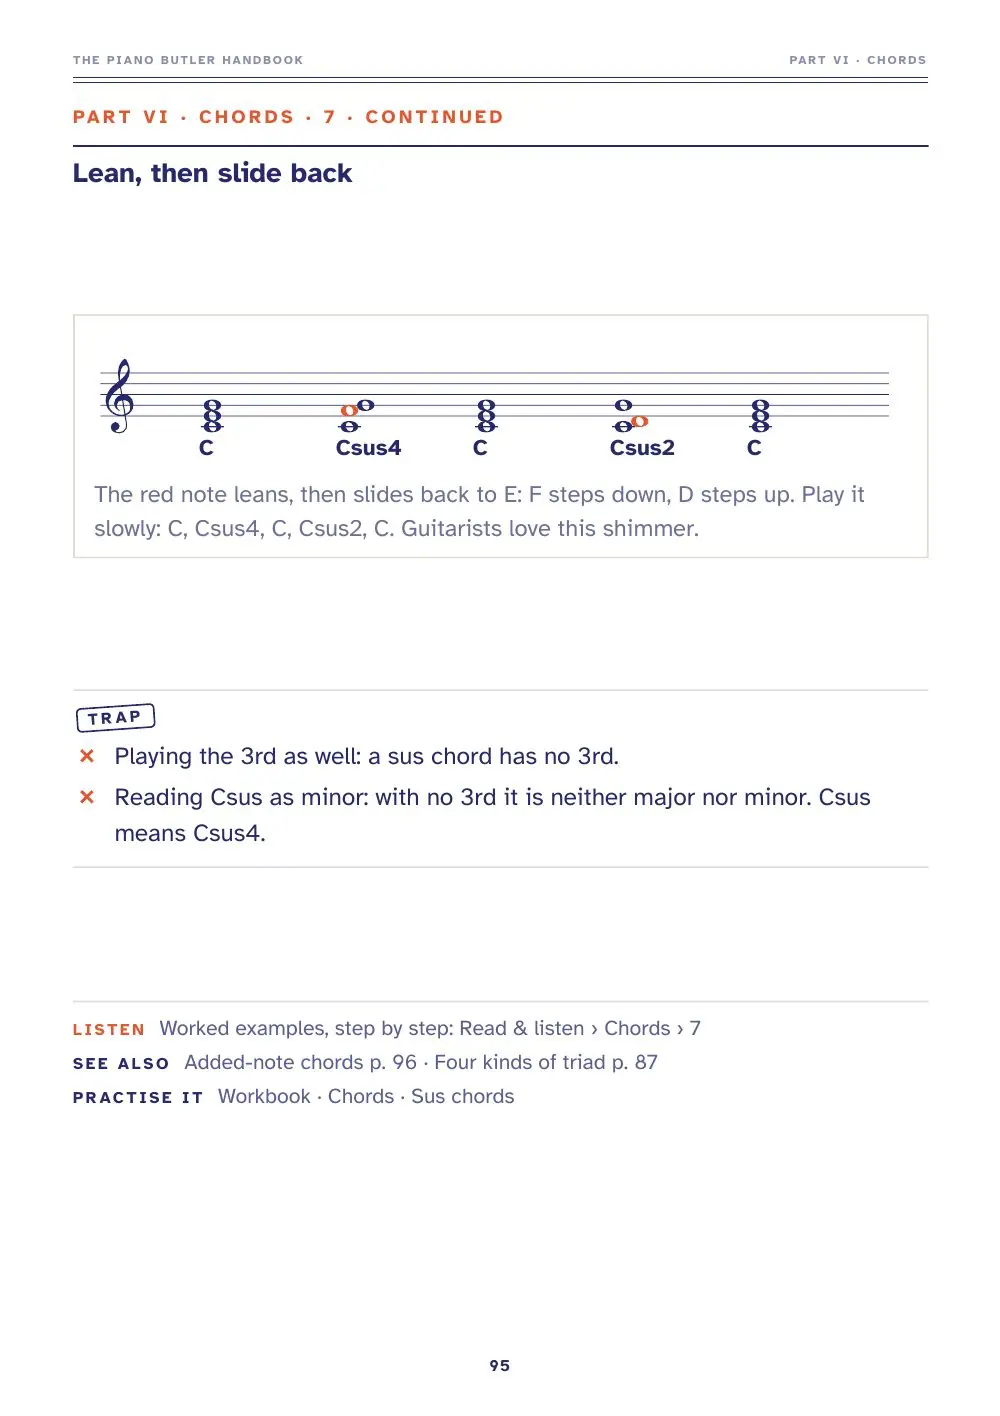 THE PIANO BUTLER HANDBOOK
PART VI · CHORDS
PART VI · CHORDS · 7 · CONTINUED
Lean, then slide back
C Csus4 C Csus2 C
The red note leans, then slides back to E: F steps down, D steps up. Play it
slowly: C, Csus4, C, Csus2, C. Guitarists love this shimmer.
TRAP
× Playing the 3rd as well: a sus chord has no 3rd.
× Reading Csus as minor: with no 3rd it is neither major nor minor. Csus
means Csus4.
LISTEN Worked examples, step by step: Read & listen › Chords › 7
SEE ALSO Added-note chords p. 96 · Four kinds of triad p. 87
PRACTISE IT Workbook · Chords · Sus chords
95